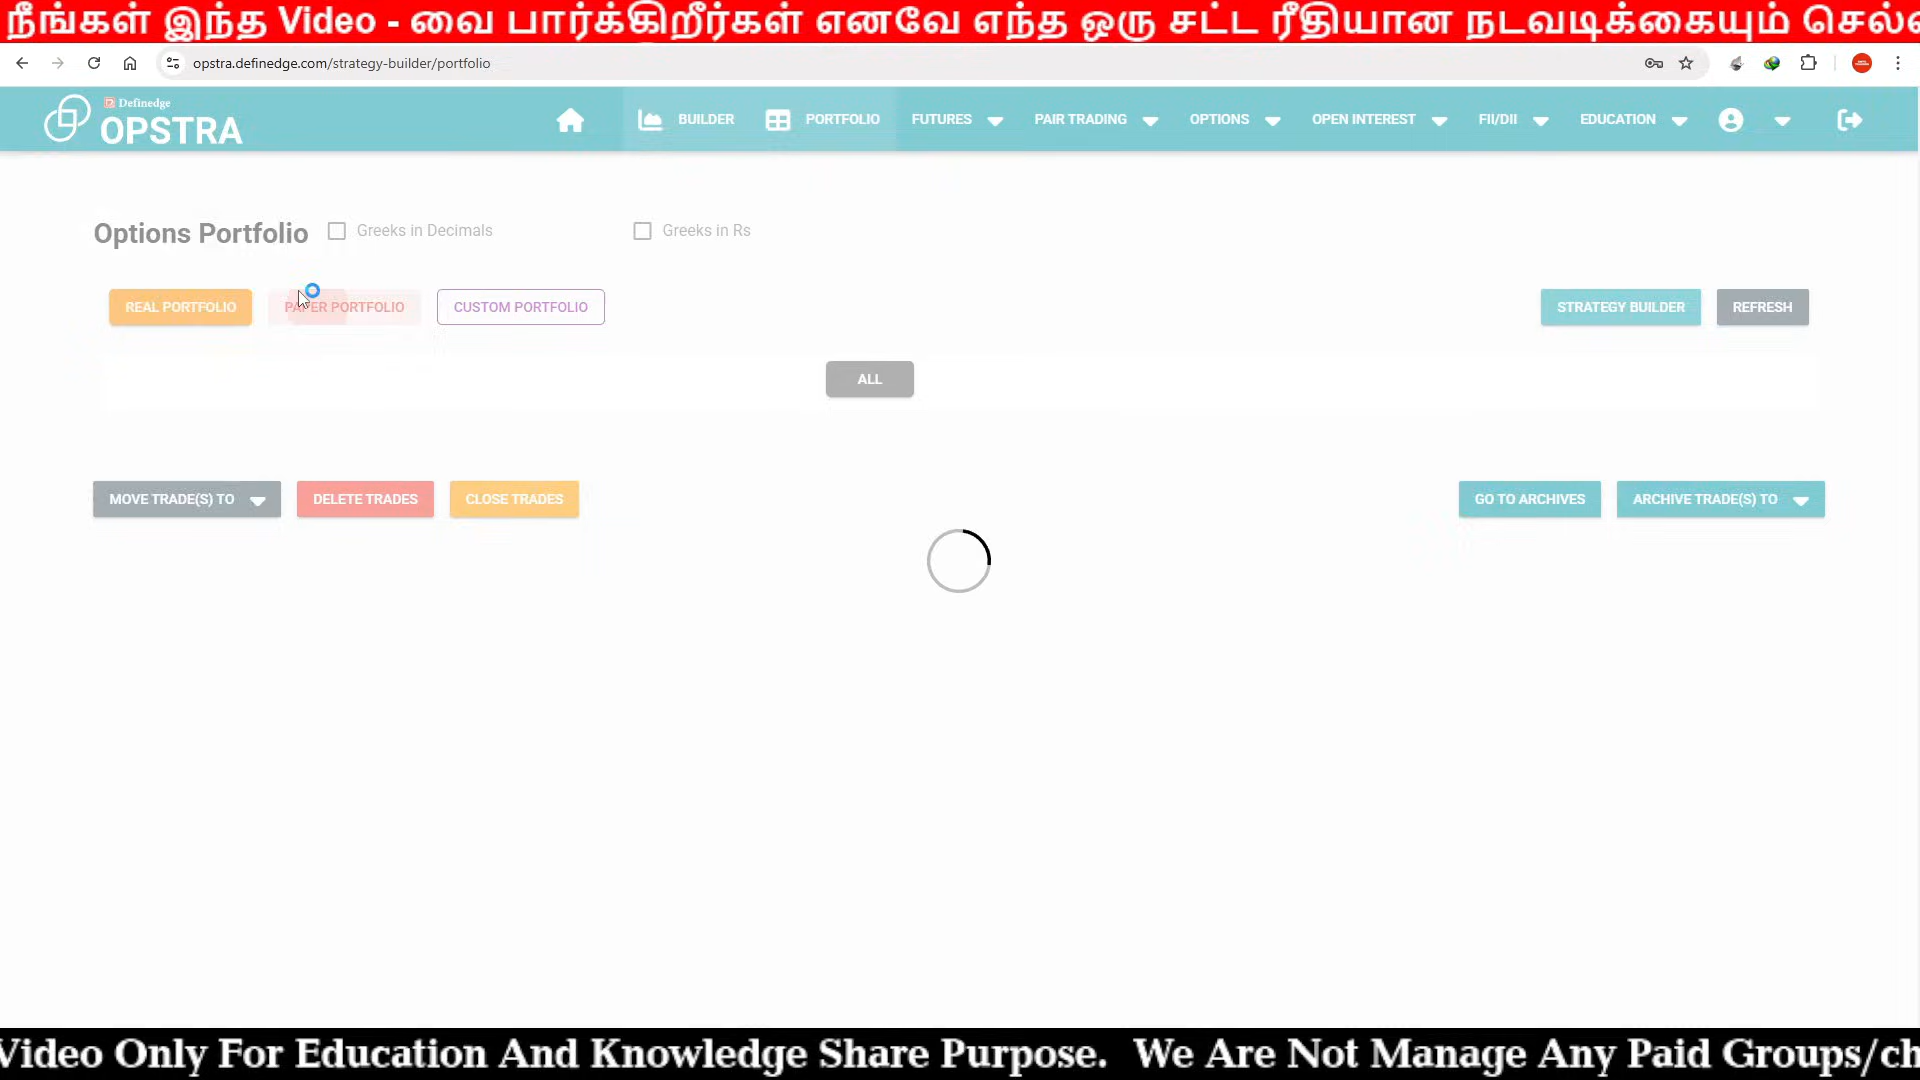 நீங்கள் இந்த Video - வை பார்க்கிறீர்கள் எனவே எந்த ஒரு சட்ட ரீதியான நடவடிக்கையும்
opstra.definedge.com/strategy-builder/portfolio
Definedge
OPSTRA
BUILDER PORTFOLIO FUTURES PAIR TRADING OPTIONS OPEN INTEREST FII/DII EDUCATION
Options Portfolio Greeks in Decimals Greeks in Rs
REAL PORTFOLIO PAPER PORTFOLIO CUSTOM PORTFOLIO STRATEGY BUILDER REFRESH
ALL
MOVE TRADE(S) TO DELETE TRADES CLOSE TRADES GO TO ARCHIVES ARCHIVE TRADE(S) TO
Video Only For Education And Knowledge Share Purpose. We Are Not Manage Any Paid Groups/ch